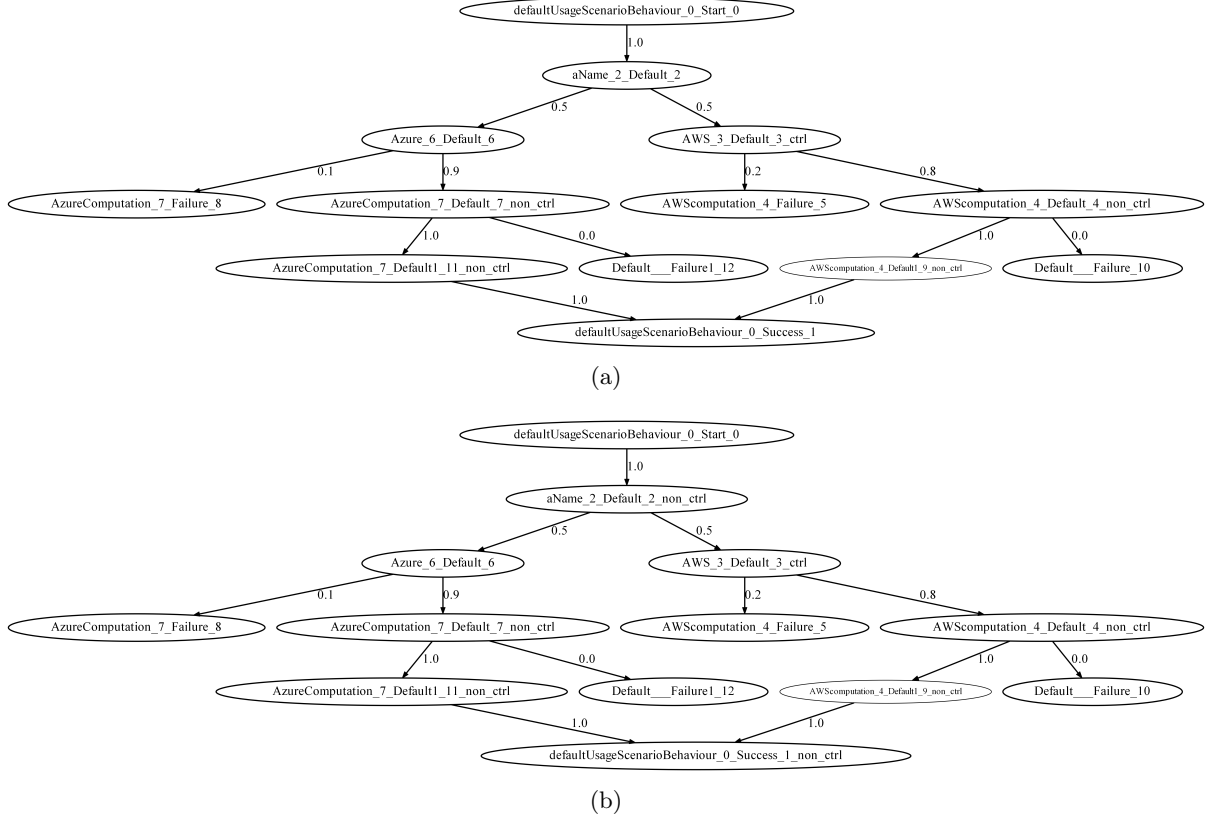 defaultUsageScenarioBehaviour_0_Start_0
1.0
aName_2_Default_2
0.5 0.5
Azure_6_Default_6 AWS_3_Default_3_ctrl
0.1 0.9 0.2 0.8
AzureComputation_7_Failure_8 AzureComputation_7_Default_7_non_ctrl AWScomputation_4_Failure_5 AWScomputation_4_Default_4_non_ctrl
1.0 0.0 1.0 0.0
AzureComputation_7_Default1_11_non_ctrl Default___Failure1_12 AWScomputation_4_Default1_9_non_ctrl Default___Failure_10
1.0 1.0
defaultUsageScenarioBehaviour_0_Success_1
(a)
defaultUsageScenarioBehaviour_0_Start_0
1.0
aName_2_Default_2_non_ctrl
0.5 0.5
Azure_6_Default_6 AWS_3_Default_3_ctrl
0.1 0.9 0.2 0.8
AzureComputation_7_Failure_8 AzureComputation_7_Default_7_non_ctrl AWScomputation_4_Failure_5 AWScomputation_4_Default_4_non_ctrl
1.0 0.0 1.0 0.0
AzureComputation_7_Default1_11_non_ctrl Default___Failure1_12 AWScomputation_4_Default1_9_non_ctrl Default___Failure_10
1.0 1.0
defaultUsageScenarioBehaviour_0_Success_1_non_ctrl
(b)